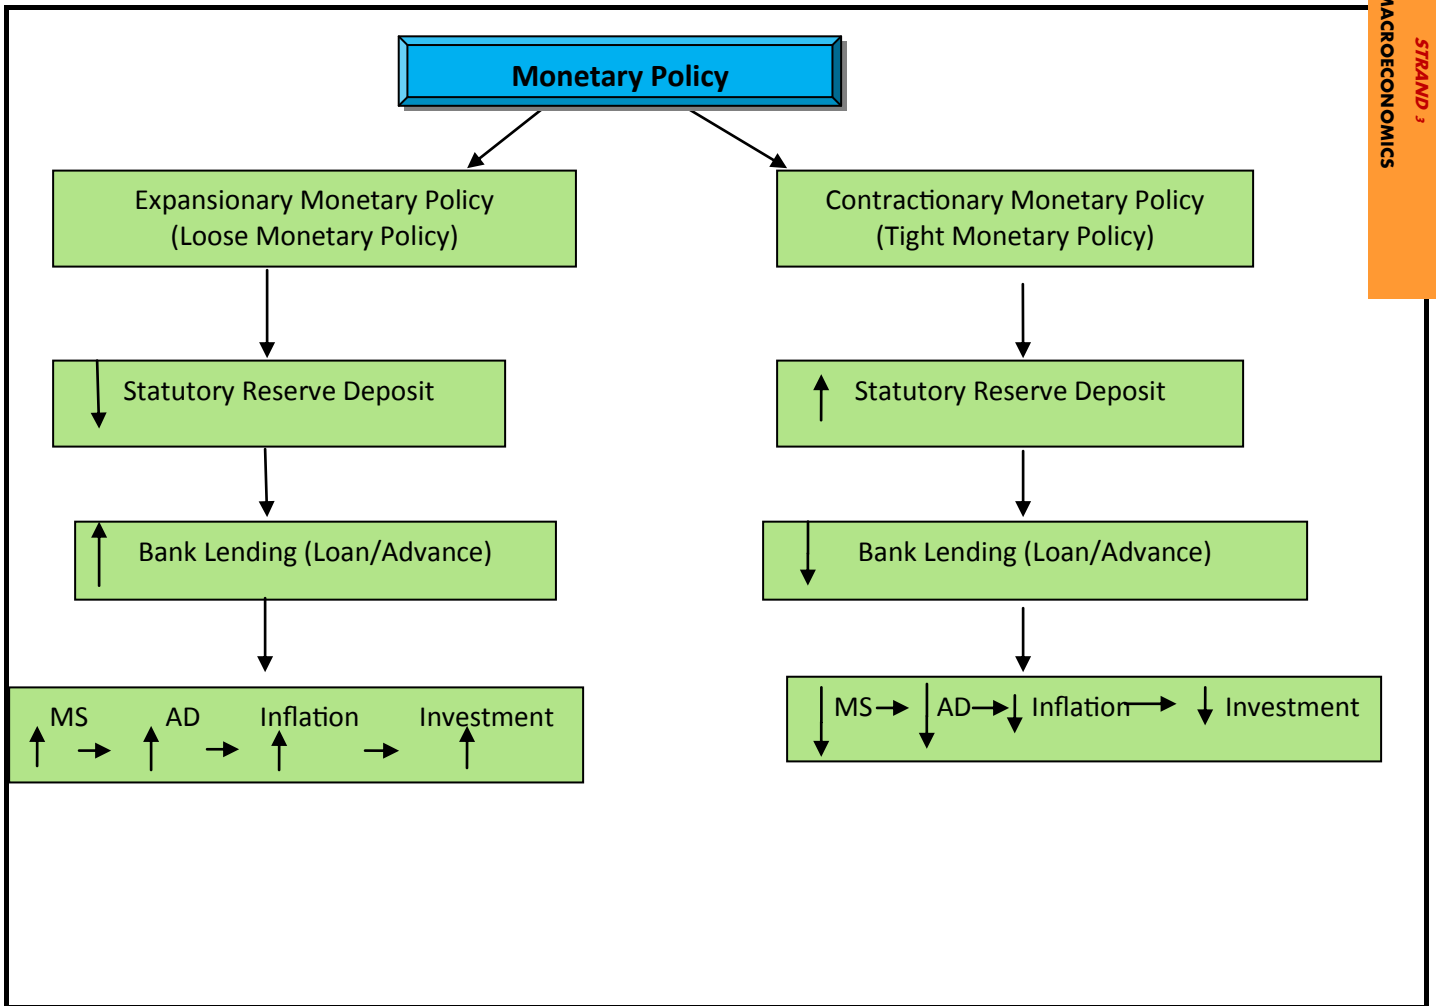 STRAND 3
MACROECONOMICS
Monetary Policy
Expansionary Monetary Policy
(Loose Monetary Policy)
Contractionary Monetary Policy
(Tight Monetary Policy)
Statutory Reserve Deposit
Statutory Reserve Deposit
Bank Lending (Loan/Advance)
Bank Lending (Loan/Advance)
MS AD Inflation Investment
MS AD Inflation Investment